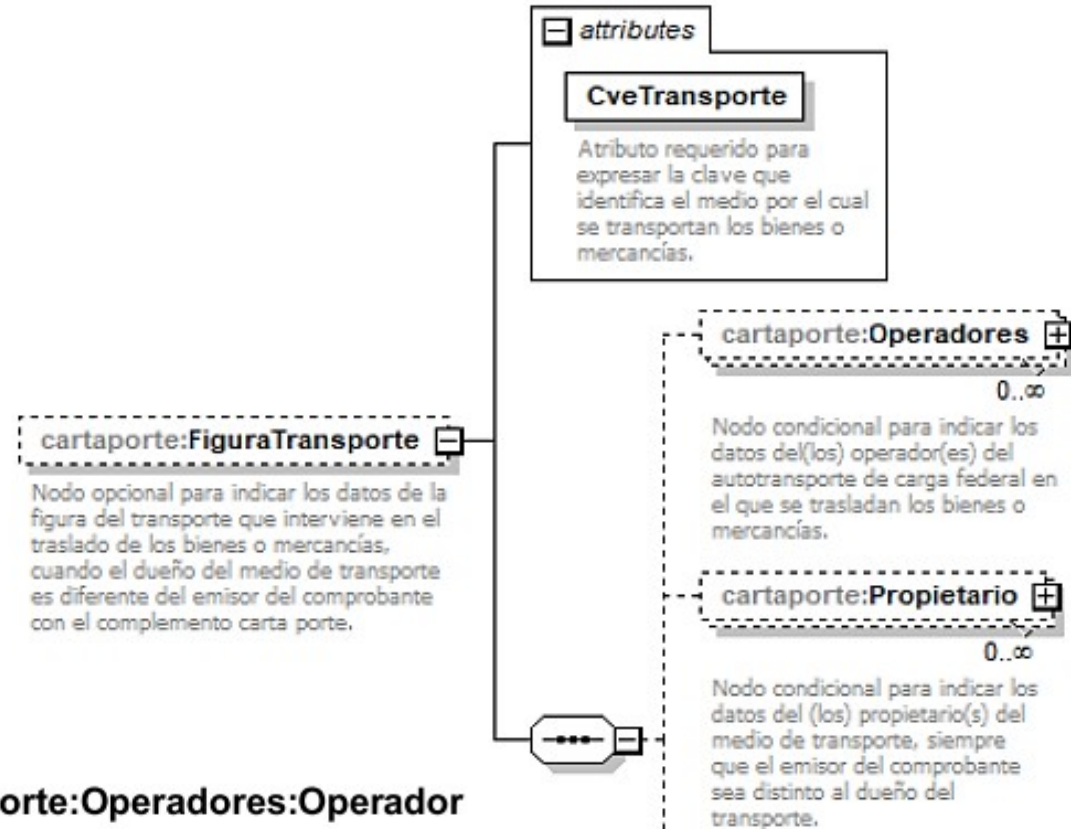 attributes
CveTransporte
Atributo requerido para
expresar la clave que
identifica el medio por el cual
se transportan los bienes o
mercancías.
cartaporte:Operadores
0..∞
Nodo condicional para indicar los
datos del(los) operador(es) del
autotransporte de carga federal en
el que se trasladan los bienes o
mercancías.
cartaporte:FiguraTransporte
Nodo opcional para indicar los datos de la
figura del transporte que interviene en el
traslado de los bienes o mercancías,
cuando el dueño del medio de transporte
es diferente del emisor del comprobante
con el complemento carta porte.
cartaporte:Propietario
0..∞
Nodo condicional para indicar los
datos del (los) propietario(s) del
medio de transporte, siempre
que el emisor del comprobante
sea distinto al dueño del
transporte.
orte:Operadores:Operador